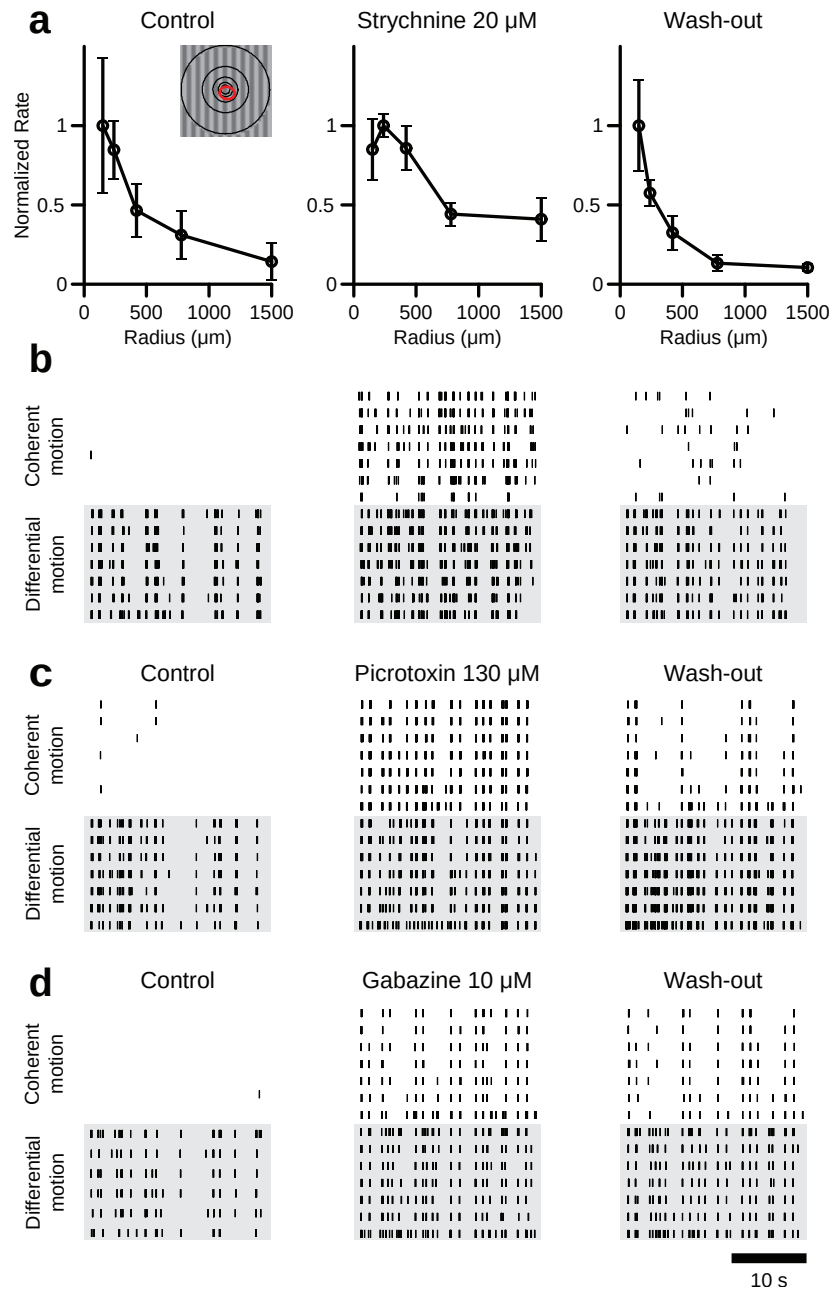 a
Control
Strychnine 20 μM
Wash-out
Normalized Rate
1
0.5
0
0 500 1000 1500
Radius (μm)
1
0.5
0
0 500 1000 1500
Radius (μm)
1
0.5
0
0 500 1000 1500
Radius (μm)
b
Coherent
motion
Differential
motion
c
Control
Picrotoxin 130 μM
Wash-out
Coherent
motion
Differential
motion
d
Control
Gabazine 10 μM
Wash-out
Coherent
motion
Differential
motion
10 s